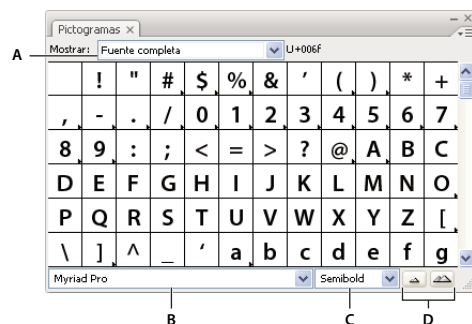 Pictogramas ×
A
Mostrar: Fuente completa U+006f
! " # $ % & ' ( ) * +
, - . / 0 1 2 3 4 5 6 7
8 9 : ; < = > ? @ A B C
D E F G H I J K L M N O
P Q R S T U V W X Y Z [
\ ] ^ _ ‘ a b c d e f g
Myriad Pro Semibold
B C D